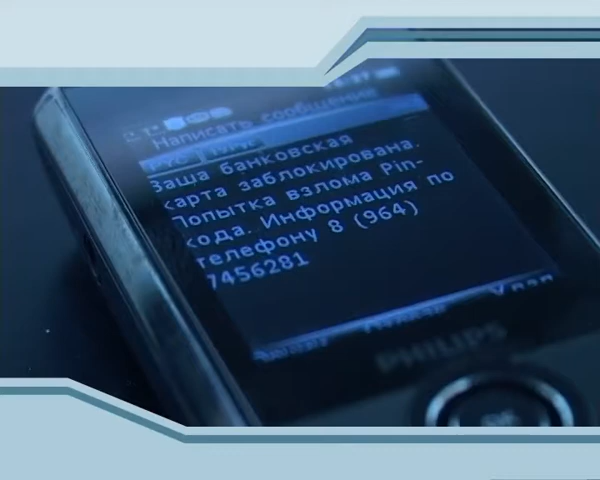 Написать сообщение
Ваша банковская
карта заблокирована.
Попытка взлома Pin-
кода. Информация по
телефону 8 (964)
7456281
PHILIPS